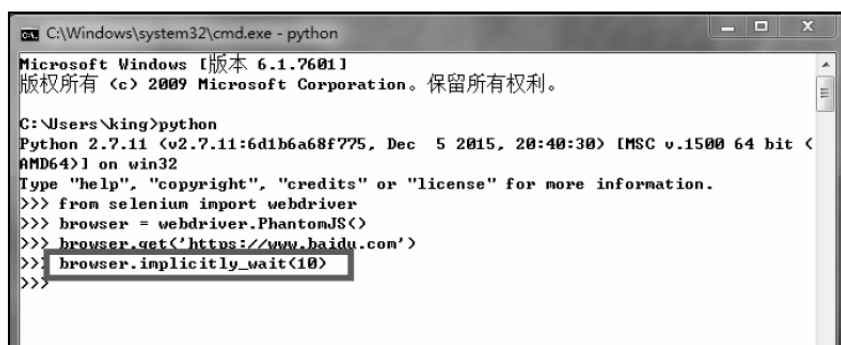 C:\Windows\system32\cmd.exe - python
Microsoft Windows [版本 6.1.7601]
版权所有 (c) 2009 Microsoft Corporation。保留所有权利。
C:\Users\king>python
Python 2.7.11 (v2.7.11:6d1b6a68f775, Dec  5 2015, 20:40:30) [MSC v.1500 64 bit (
AMD64)] on win32
Type "help", "copyright", "credits" or "license" for more information.
>>> from selenium import webdriver
>>> browser = webdriver.PhantomJS()
>>> browser.get('https://www.baidu.com')
>>> browser.implicitly_wait(10)
>>>